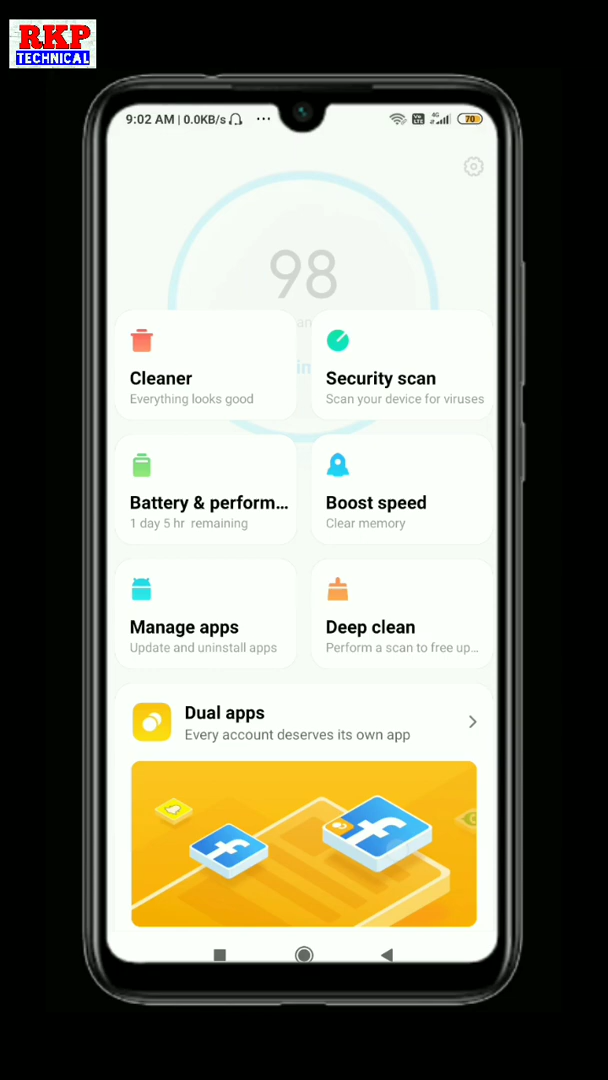 RKP
TECHNICAL
9:02 AM | 0.0KB/s ...
4G
70
98
Cleaner
Everything looks good
Security scan
Scan your device for viruses
Battery & perform...
1 day 5 hr remaining
Boost speed
Clear memory
Manage apps
Update and uninstall apps
Deep clean
Perform a scan to free up...
Dual apps
Every account deserves its own app
f
f